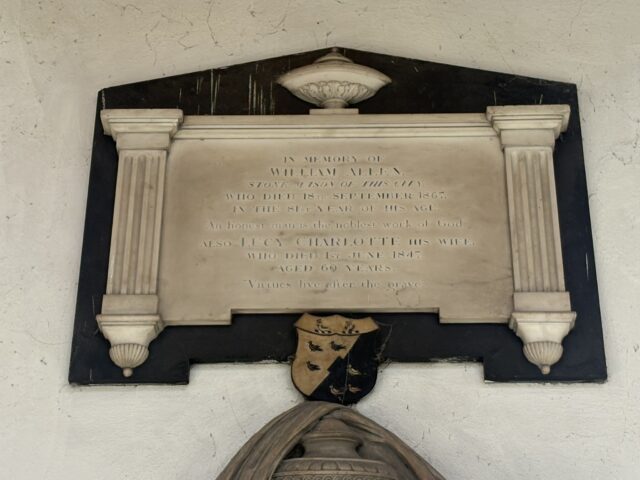 IN MEMORY OF
WILLIAM ALLEN,
STONE MASON OF THIS CITY,
WHO DIED 18TH SEPTEMBER 1867,
IN THE 81ST YEAR OF HIS AGE.
An honest man is the noblest work of God.
ALSO LUCY CHARLOTTE HIS WIFE,
WHO DIED 1ST JUNE 1847
AGED 60 YEARS.
Virtues live after the grave.